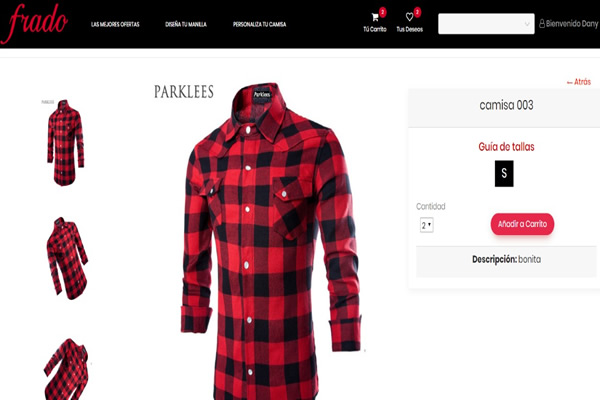 frado
LAS MEJORES OFERTAS
DISEÑA TU MANILLA
PERSONALIZA TU CAMISA
2
Tú Carrito
2
Tus Deseos
Bienvenido Dany
← Atrás
PARKLEES
PARKLEES
Parklees
camisa 003
Guía de tallas
S
Cantidad
2
Añadir a Carrito
Descripción: bonita